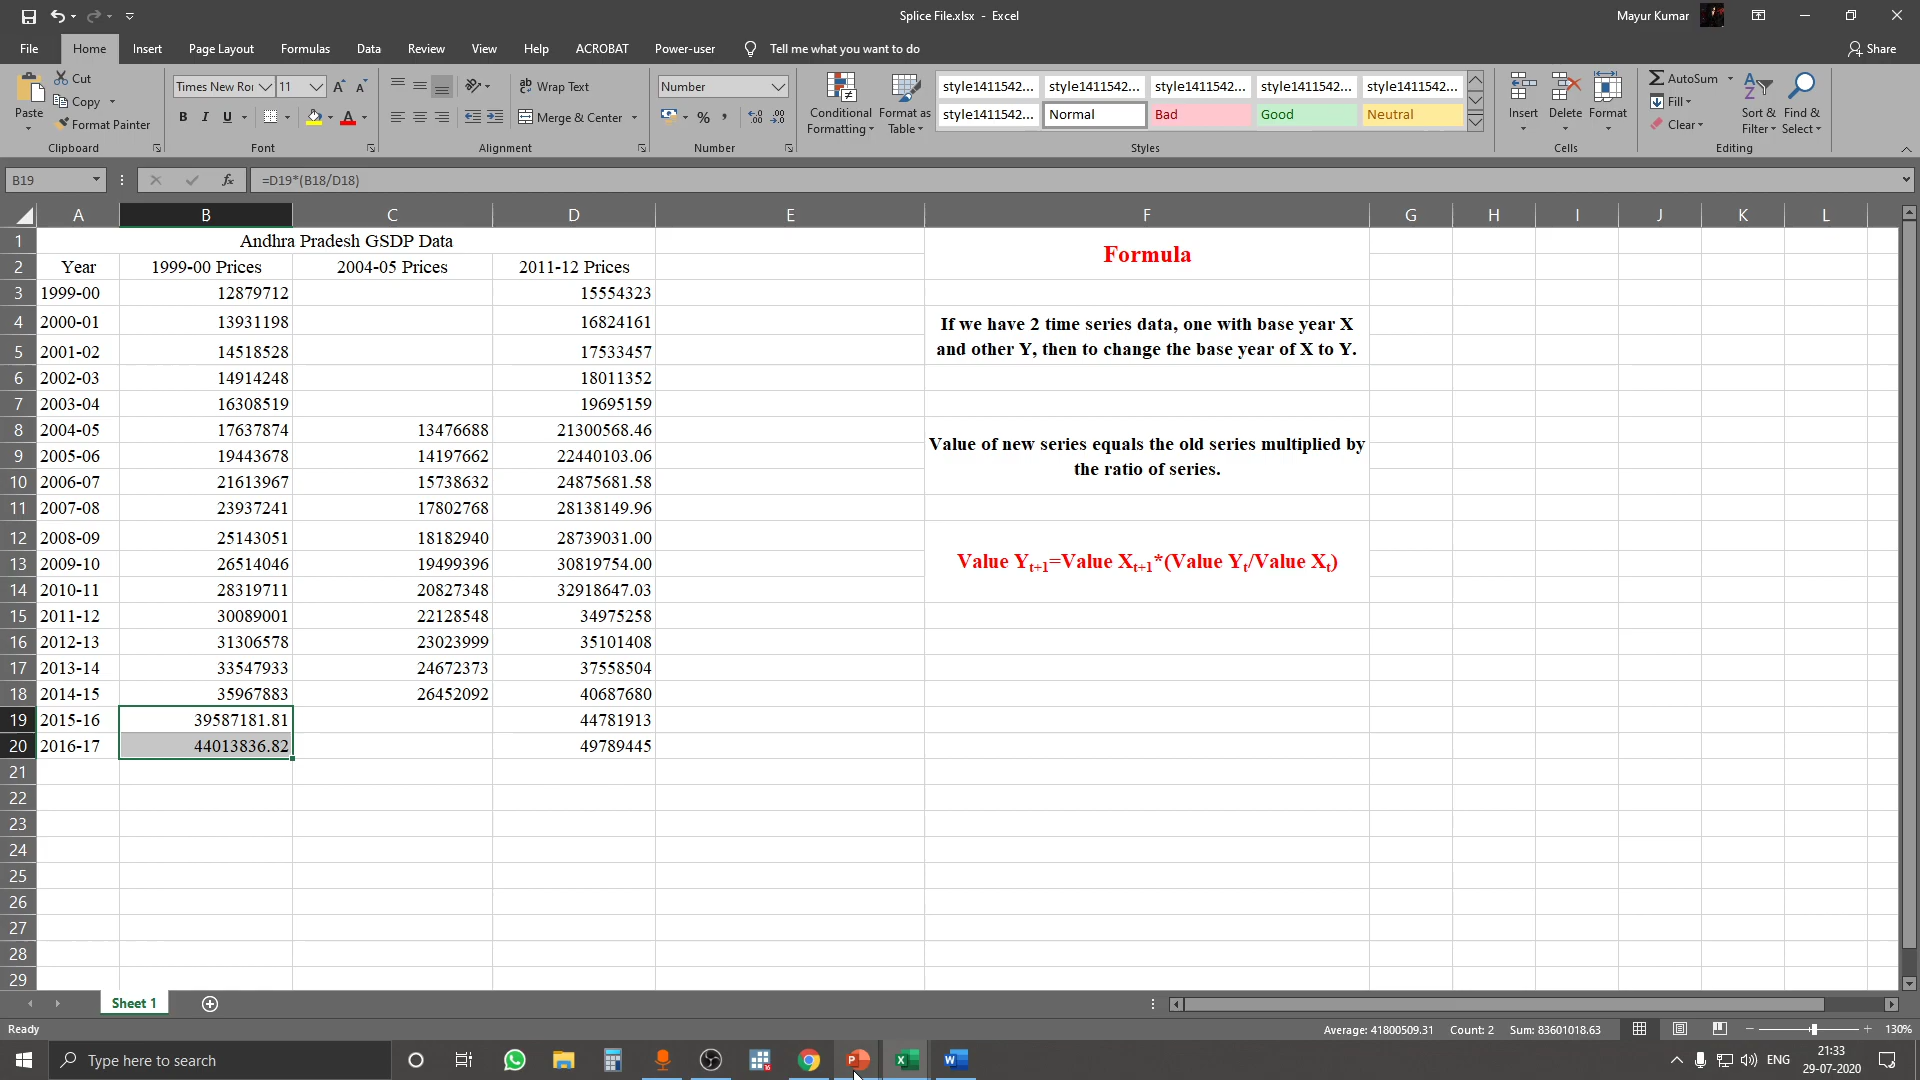 Splice File.xlsx - Excel
Mayur Kumar
File Home Insert Page Layout Formulas Data Review View Help ACROBAT Power-user Tell me what you want to do Share
Paste
Cut
Copy
Format Painter
Clipboard
Times New Ro 11
B I U
Font
Wrap Text
Merge & Center
Alignment
Number
Number
Conditional Formatting
Format as Table
style1411542... style1411542... style1411542... style1411542... style1411542...
style1411542... Normal Bad Good Neutral
Styles
Insert Delete Format
Cells
AutoSum
Fill
Clear
Sort & Filter
Find & Select
Editing
B19 fx =D19*(B18/D18)
A B C D E F G H I J K L
1 Andhra Pradesh GSDP Data
2 Year 1999-00 Prices 2004-05 Prices 2011-12 Prices
3 1999-00 12879712 15554323
4 2000-01 13931198 16824161
5 2001-02 14518528 17533457
6 2002-03 14914248 18011352
7 2003-04 16308519 19695159
8 2004-05 17637874 13476688 21300568.46
9 2005-06 19443678 14197662 22440103.06
10 2006-07 21613967 15738632 24875681.58
11 2007-08 23937241 17802768 28138149.96
12 2008-09 25143051 18182940 28739031.00
13 2009-10 26514046 19499396 30819754.00
14 2010-11 28319711 20827348 32918647.03
15 2011-12 30089001 22128548 34975258
16 2012-13 31306578 23023999 35101408
17 2013-14 33547933 24672373 37558504
18 2014-15 35967883 26452092 40687680
19 2015-16 39587181.81 44781913
20 2016-17 44013836.82 49789445
21
22
23
24
25
26
27
28
29
Formula
If we have 2 time series data, one with base year X
and other Y, then to change the base year of X to Y.
Value of new series equals the old series multiplied by
the ratio of series.
Value Yt+1=Value Xt+1*(Value Yt/Value Xt)
Sheet 1
Ready
Average: 41800509.31 Count: 2 Sum: 83601018.63
130%
Type here to search
ENG
21:33
29-07-2020